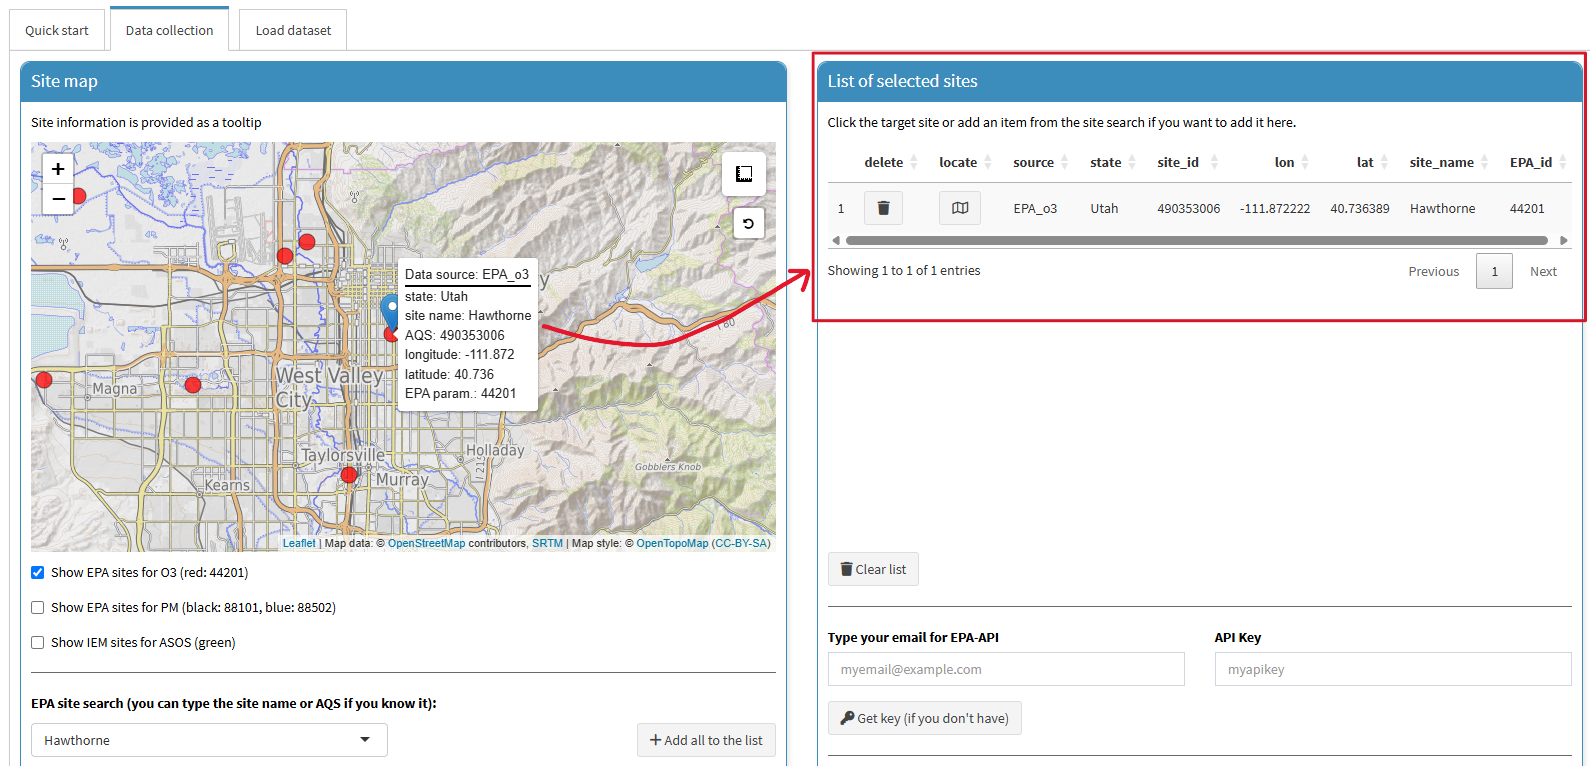 Quick start
Data collection
Load dataset
Site map
Site information is provided as a tooltip
+
−
Data source: EPA_o3
state: Utah
site name: Hawthorne
AQS: 490353006
longitude: -111.872
latitude: 40.736
EPA param.: 44201
West Valley
City
Magna
Taylorsville
Holladay
Murray
Kearns
Gobblers Knob
I 215
I 80
Leaflet | Map data: © OpenStreetMap contributors, SRTM | Map style: © OpenTopoMap (CC-BY-SA)
Show EPA sites for O3 (red: 44201)
Show EPA sites for PM (black: 88101, blue: 88502)
Show IEM sites for ASOS (green)
EPA site search (you can type the site name or AQS if you know it):
Hawthorne
+ Add all to the list
List of selected sites
Click the target site or add an item from the site search if you want to add it here.
delete locate source state site_id lon lat site_name EPA_id
1 EPA_o3 Utah 490353006 -111.872222 40.736389 Hawthorne 44201
Showing 1 to 1 of 1 entries
Previous 1 Next
Clear list
Type your email for EPA-API
API Key
myemail@example.com
myapikey
Get key (if you don't have)